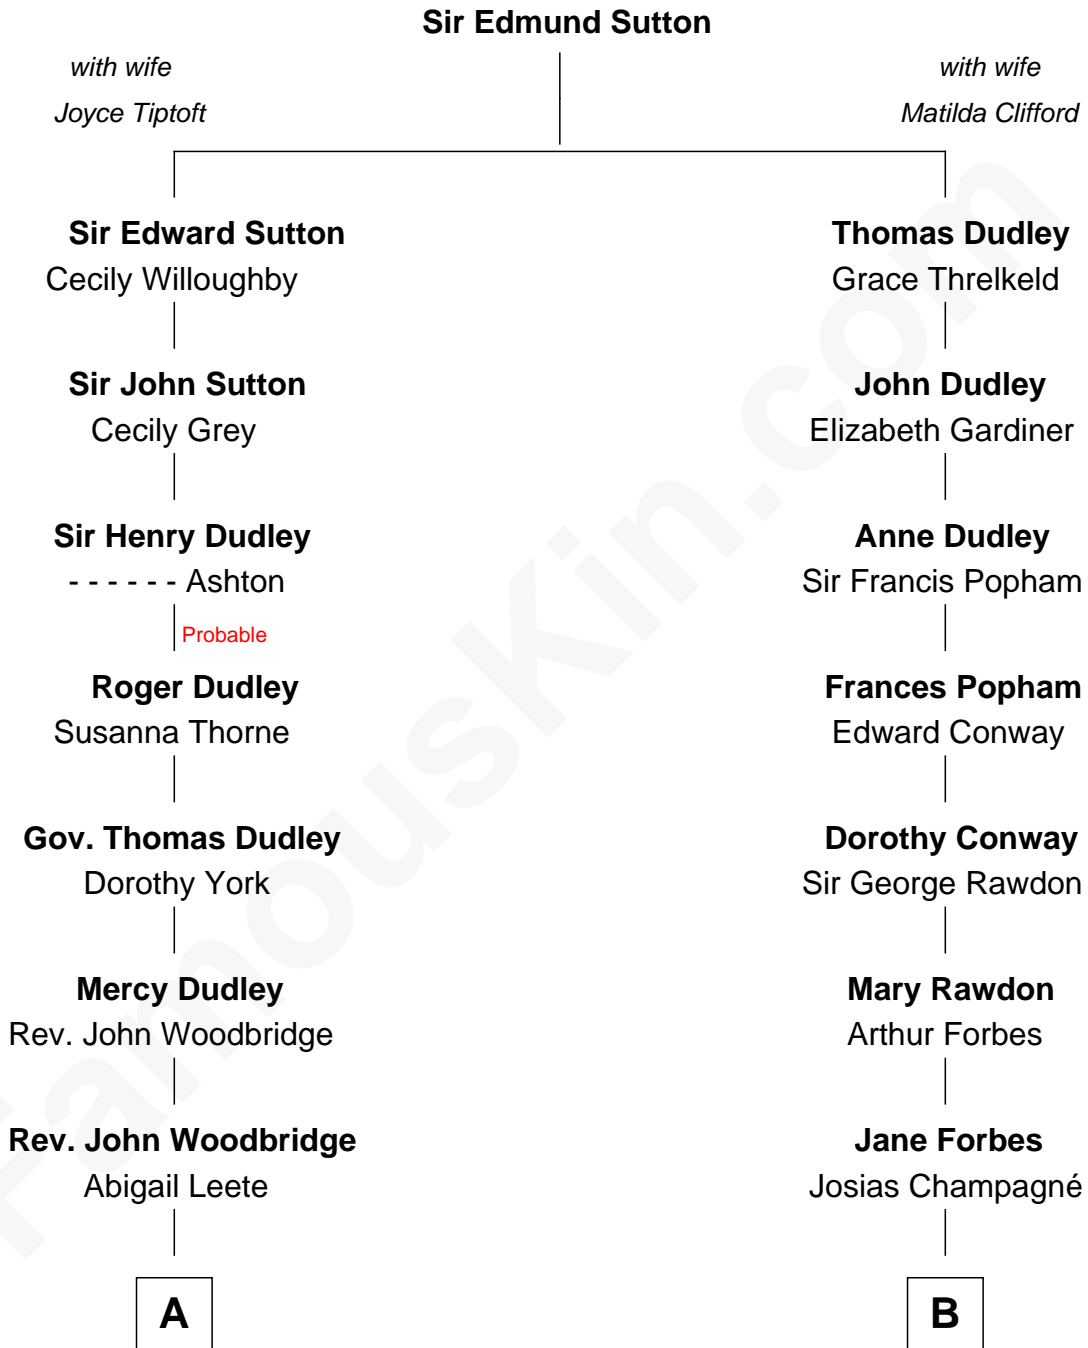 Sir Edmund Sutton
with wife
Joyce Tiptoft
with wife
Matilda Clifford
Sir Edward Sutton
Cecily Willoughby
Thomas Dudley
Grace Threlkeld
Sir John Sutton
Cecily Grey
John Dudley
Elizabeth Gardiner
Sir Henry Dudley
- - - - - - Ashton
Anne Dudley
Sir Francis Popham
Probable
Roger Dudley
Susanna Thorne
Frances Popham
Edward Conway
Gov. Thomas Dudley
Dorothy York
Dorothy Conway
Sir George Rawdon
Mercy Dudley
Rev. John Woodbridge
Mary Rawdon
Arthur Forbes
Rev. John Woodbridge
Abigail Leete
Jane Forbes
Josias Champagné
A
B
FamousKin.com